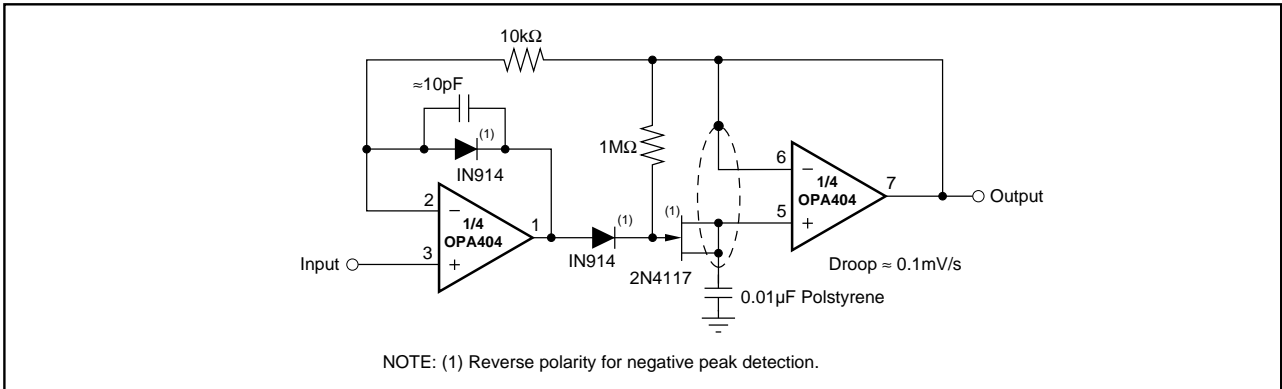 10kΩ
≈10pF
(1)
IN914
1MΩ
2
3
1
–
+
1/4
OPA404
Input
(1)
IN914
(1)
2N4117
6
5
7
–
+
1/4
OPA404
Output
Droop ≈ 0.1mV/s
0.01µF Polstyrene
NOTE: (1) Reverse polarity for negative peak detection.